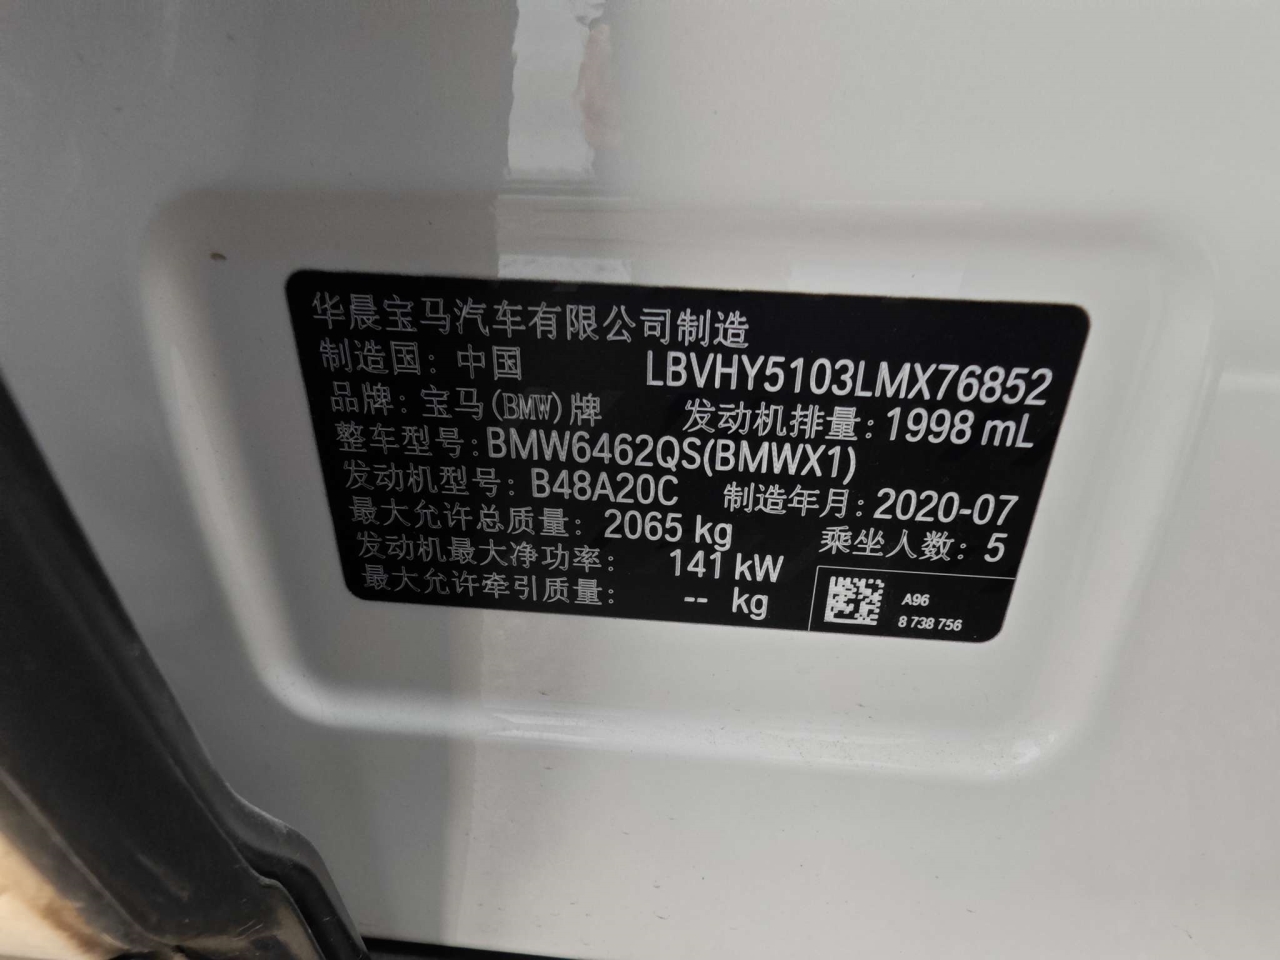 华晨宝马汽车有限公司制造
制造国：中国 LBVHY5103LMX76852
品牌：宝马(BMW)牌 发动机排量：1998 mL
整车型号：BMW6462QS(BMWX1)
发动机型号：B48A20C 制造年月：2020-07
最大允许总质量：2065 kg 乘坐人数：5
发动机最大净功率：141 kW
最大允许牵引质量：-- kg
A96
8 738 756